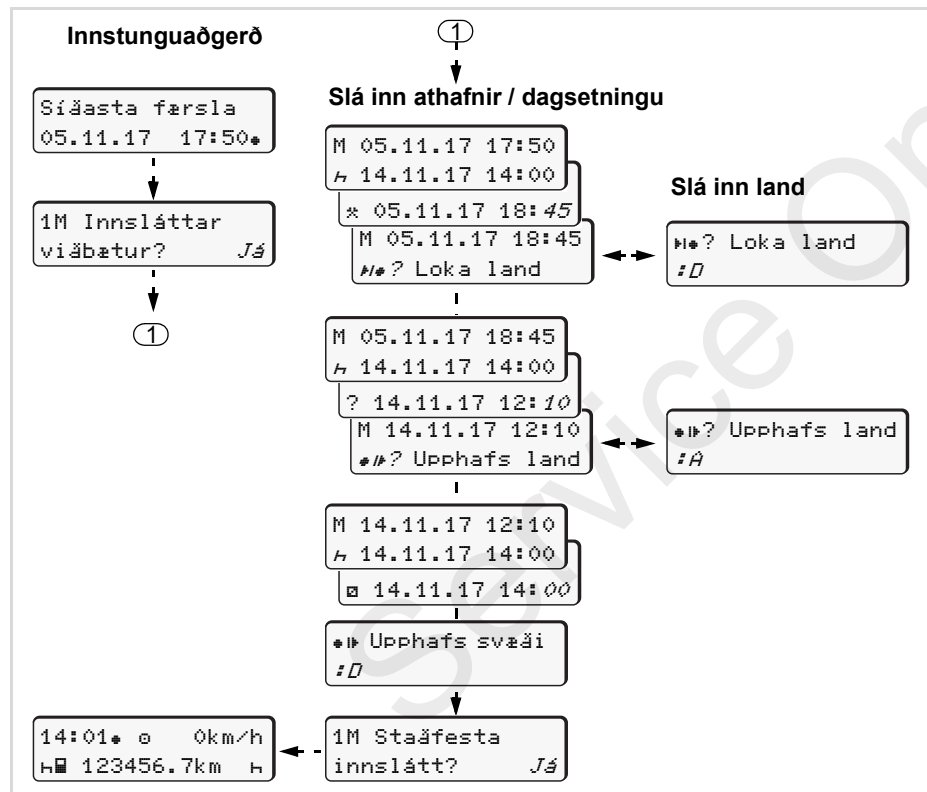 Innstunguaðgerð
Síðasta færsla
05.11.17 17:50
1M Innsláttar
viðbætur? Já
1
1
Slá inn athafnir / dagsetningu
M 05.11.17 17:50
14.11.17 14:00
05.11.17 18:45
M 05.11.17 18:45
? Loka land
Slá inn land
? Loka land
:D
M 05.11.17 18:45
14.11.17 14:00
? 14.11.17 12:10
M 14.11.17 12:10
? Upphafs land
? Upphafs land
:A
M 14.11.17 12:10
14.11.17 14:00
14.11.17 14:00
Upphafs svæði
:D
1M Staðfesta
innslátt? Já
14:01 0km/h
123456.7km